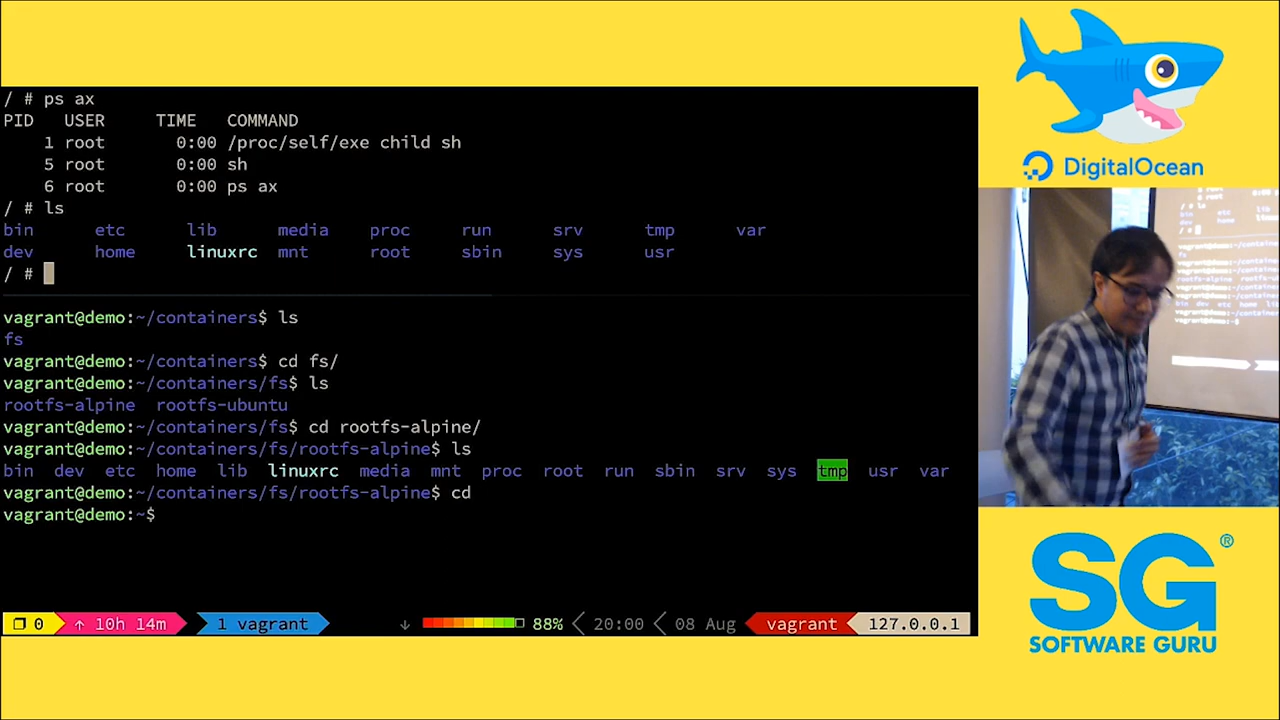 / # ps ax
PID USER TIME COMMAND
1 root 0:00 /proc/self/exe child sh
5 root 0:00 sh
6 root 0:00 ps ax
/ # ls
bin etc lib media proc run srv tmp var
dev home linuxrc mnt root sbin sys usr
/ #
vagrant@demo:~/containers$ ls
fs
vagrant@demo:~/containers$ cd fs/
vagrant@demo:~/containers/fs$ ls
rootfs-alpine rootfs-ubuntu
vagrant@demo:~/containers/fs$ cd rootfs-alpine/
vagrant@demo:~/containers/fs/rootfs-alpine$ ls
bin dev etc home lib linuxrc media mnt proc root run sbin srv sys tmp usr var
vagrant@demo:~/containers/fs/rootfs-alpine$ cd
vagrant@demo:~$
0 ↑ 10h 14m 1 vagrant ↓ 88% 20:00 08 Aug vagrant 127.0.0.1
DigitalOcean
SG®
SOFTWARE GURU